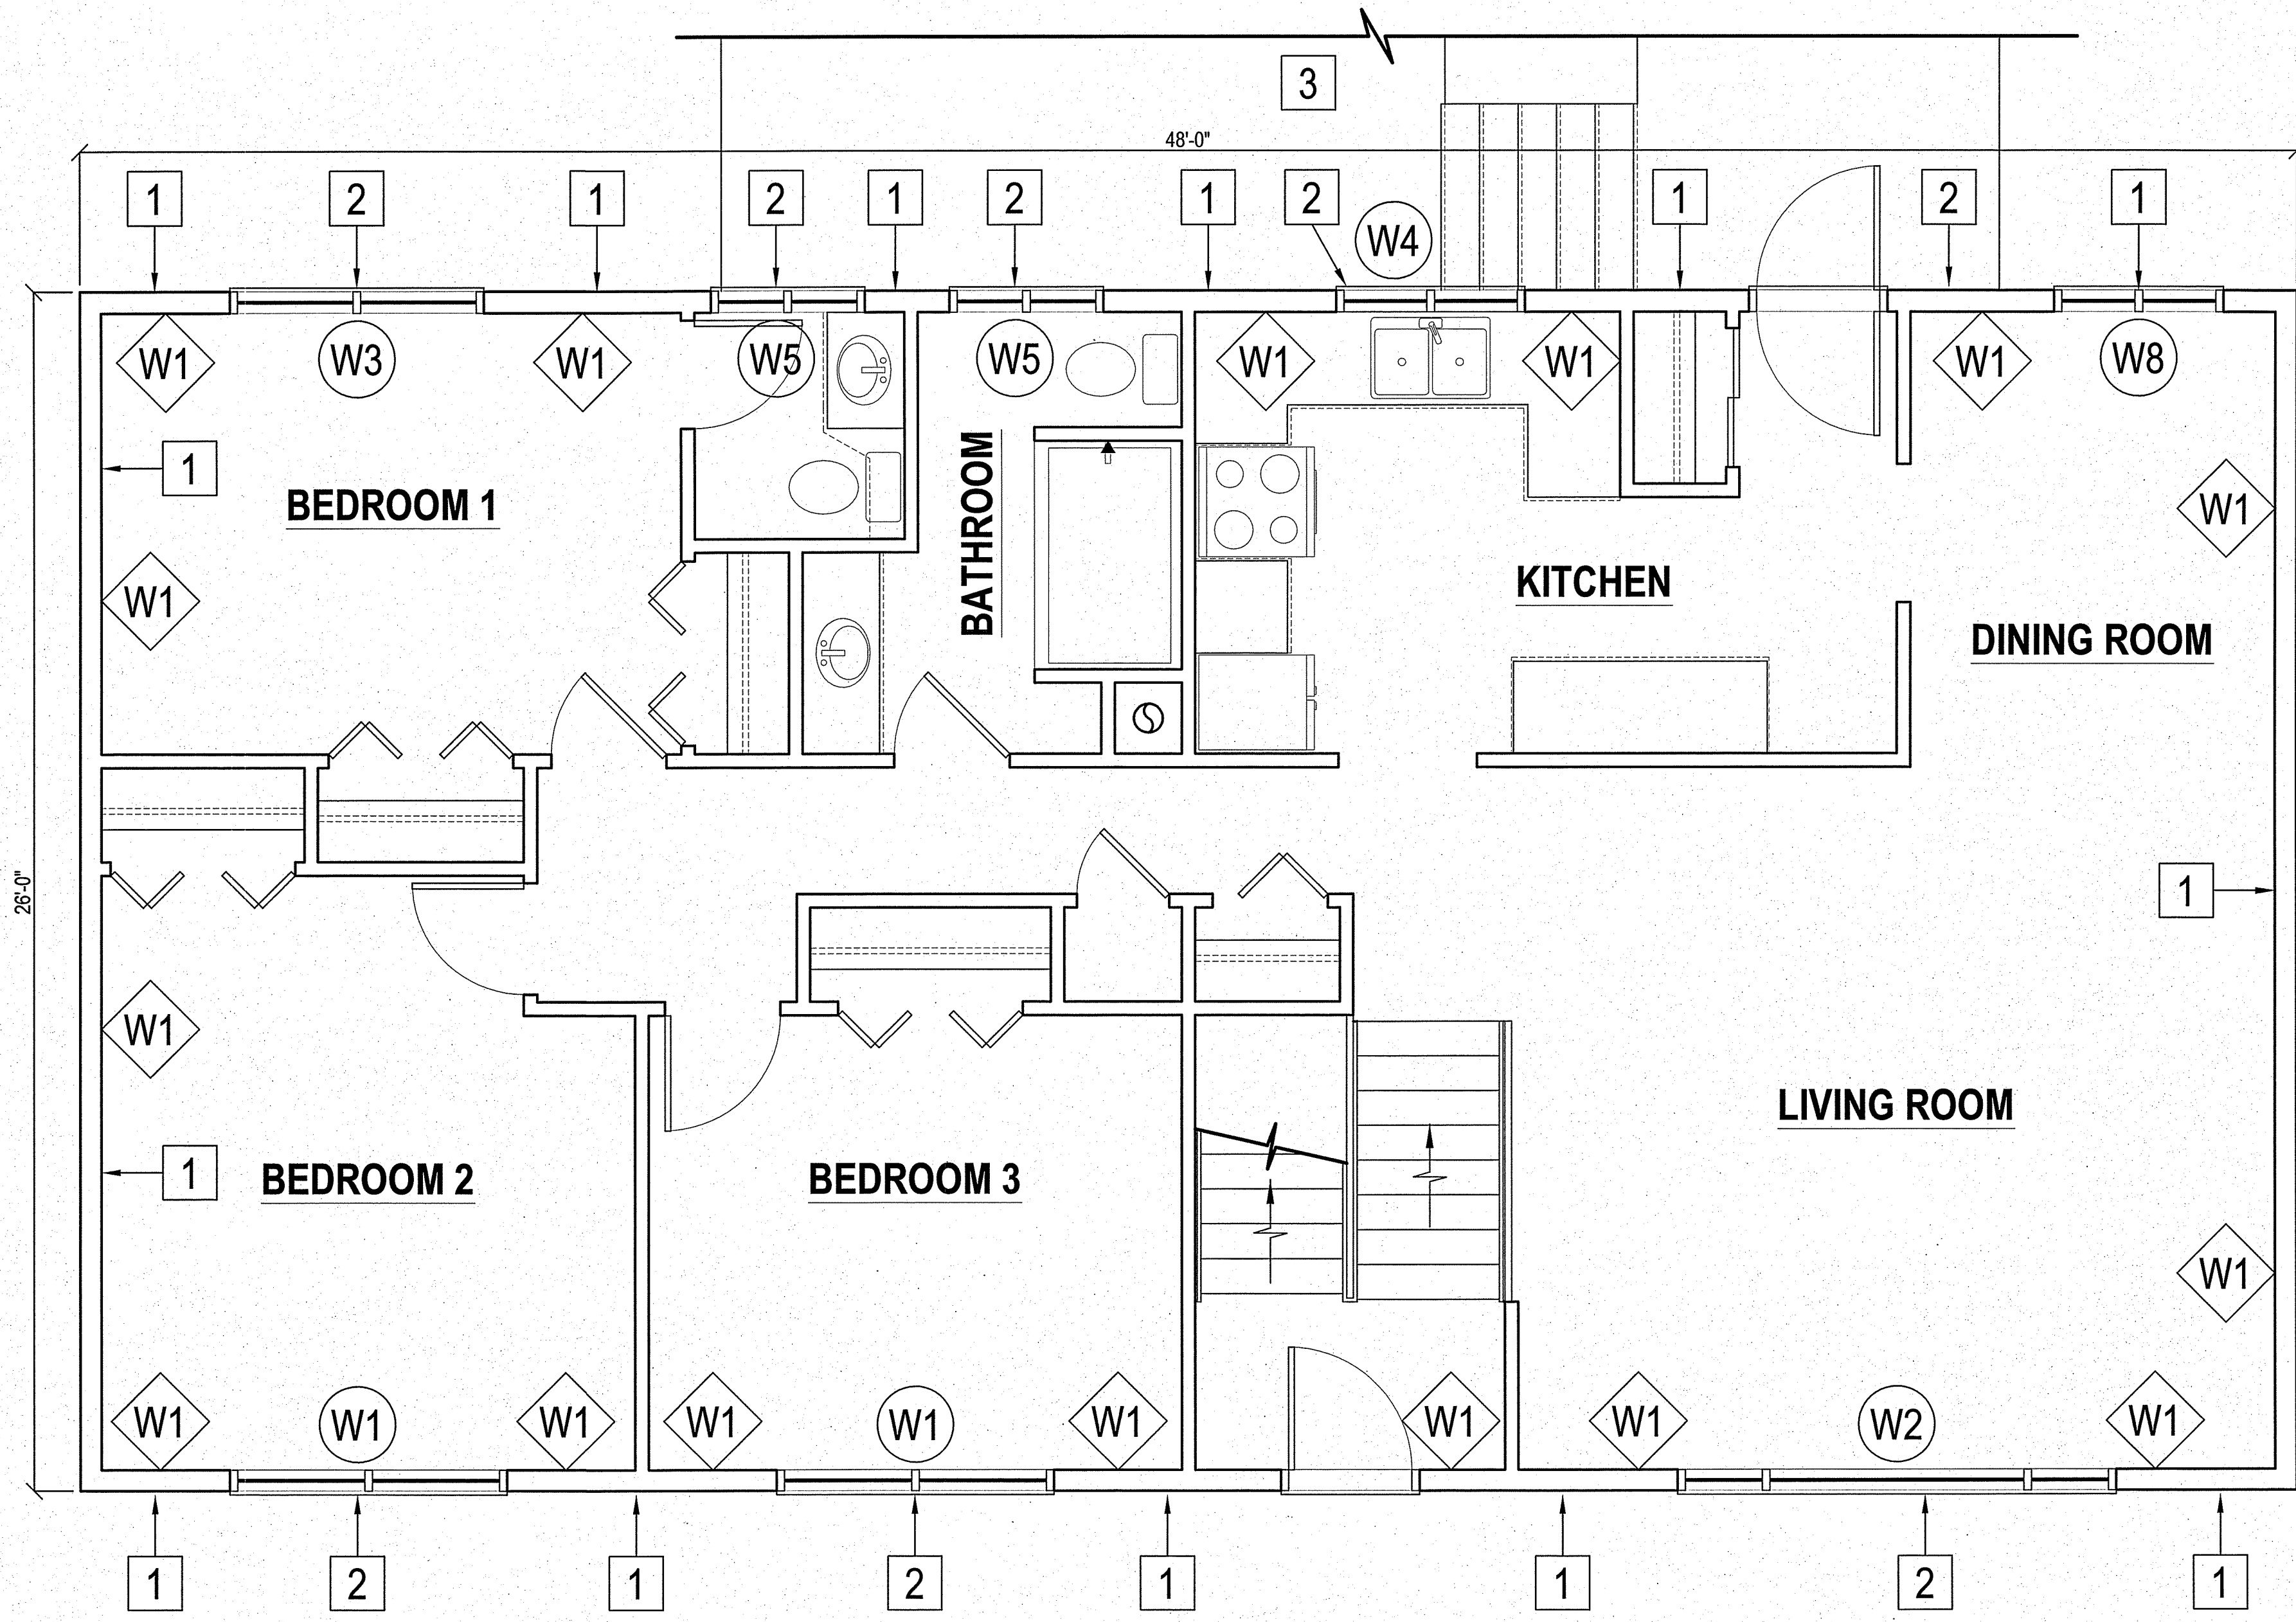 3
48'-0"
1
2
1
2
1
2
1
2
W4
1
2
1
W1
W3
W1
W5
W5
W1
W1
W1
W8
1
BEDROOM 1
BATHROOM
W1
W1
KITCHEN
DINING ROOM
26'-0"
1
W1
1
BEDROOM 2
BEDROOM 3
LIVING ROOM
W1
W1
W1
W1
W1
W1
W1
W1
W1
W2
W1
1
2
1
2
1
1
2
1